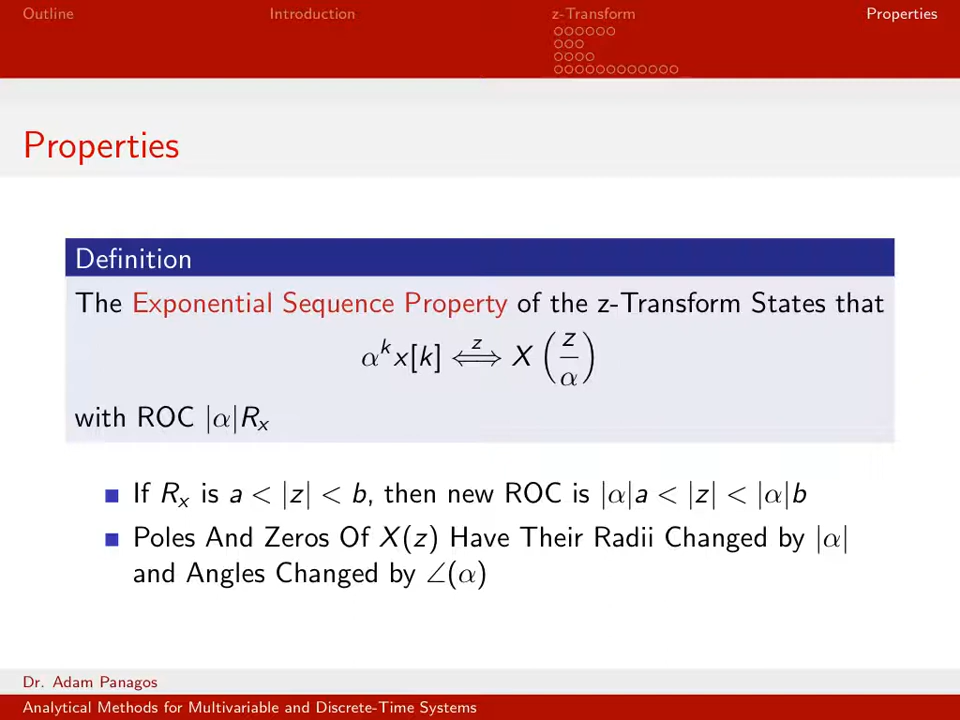 Outline Introduction z-Transform Properties
Properties
Definition
The Exponential Sequence Property of the z-Transform States that
α^k x[k] ⟺^z X(z/α)
with ROC |α|Rₓ
If Rₓ is a < |z| < b, then new ROC is |α|a < |z| < |α|b
Poles And Zeros Of X(z) Have Their Radii Changed by |α|
and Angles Changed by ∠(α)
Dr. Adam Panagos
Analytical Methods for Multivariable and Discrete-Time Systems